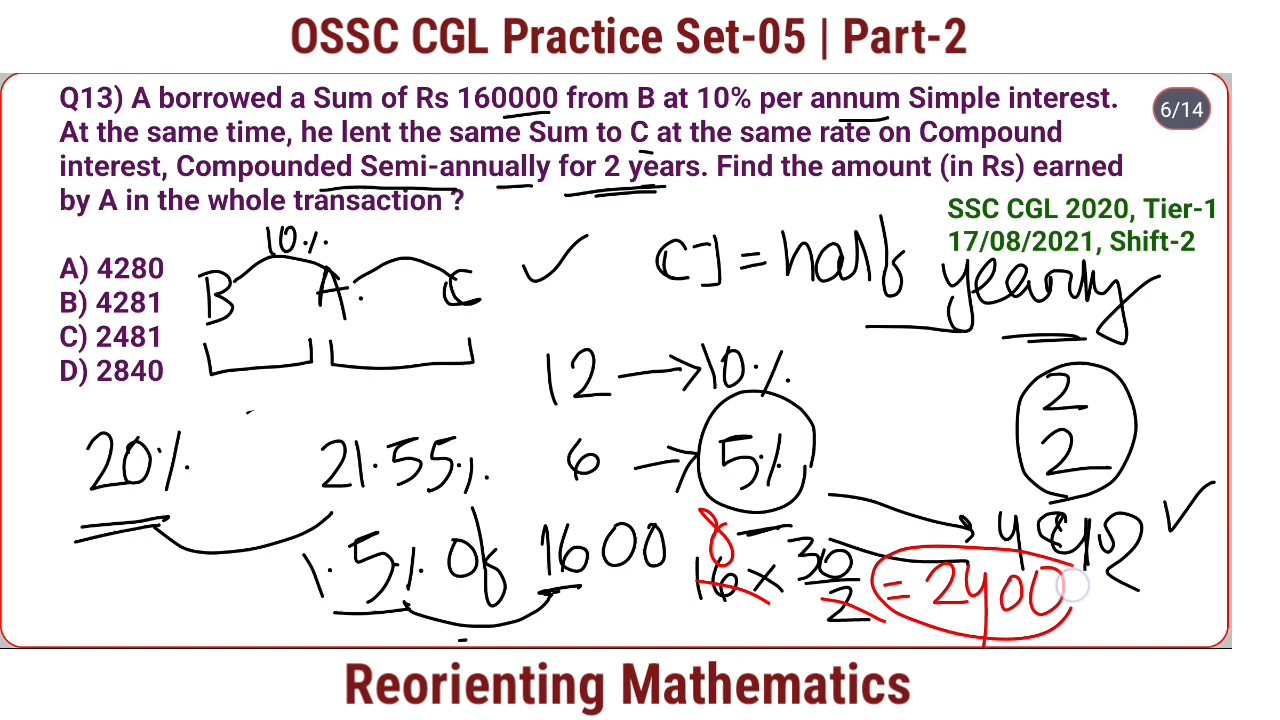 OSSC CGL Practice Set-05 | Part-2
Q13) A borrowed a Sum of Rs 160000 from B at 10% per annum Simple interest.
At the same time, he lent the same Sum to C at the same rate on Compound
interest, Compounded Semi-annually for 2 years. Find the amount (in Rs) earned
by A in the whole transaction ?
6/14
SSC CGL 2020, Tier-1
17/08/2021, Shift-2
A) 4280
B) 4281
C) 2481
D) 2840
10%
B A C
CI = half yearly
12 → 10%
6 → 5%
2
2
20% 21.55%
1.5% of 1600
8
16 × 30/2 = 2400
Reorienting Mathematics